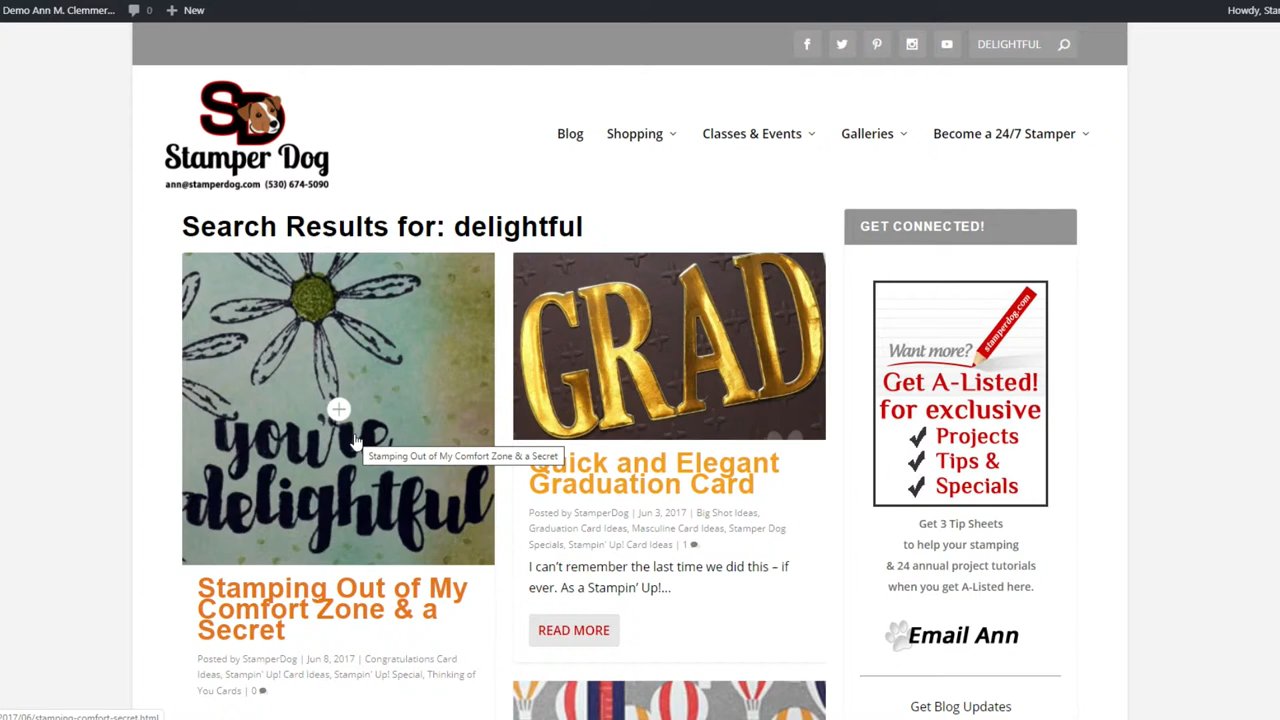 Demo Ann M. Clemmer... 0 New Howdy, Sta
DELIGHTFUL
SD
Stamper Dog
ann@stamperdog.com (530) 674-5090
Blog Shopping Classes & Events Galleries Become a 24/7 Stamper
Search Results for: delightful
you're
delightful
Stamping Out of My Comfort Zone & a Secret
Stamping Out of My
Comfort Zone & a
Secret
Posted by StamperDog | Jun 8, 2017 | Congratulations Card
Ideas, Stampin' Up! Card Ideas, Stampin' Up! Special, Thinking of
You Cards | 0
GRAD
Quick and Elegant
Graduation Card
Posted by StamperDog | Jun 3, 2017 | Big Shot Ideas,
Graduation Card Ideas, Masculine Card Ideas, Stamper Dog
Specials, Stampin' Up! Card Ideas | 1
I can't remember the last time we did this – if
ever. As a Stampin' Up!...
READ MORE
GET CONNECTED!
stamperdog.com
Want more?
Get A-Listed!
for exclusive
Projects
Tips &
Specials
Get 3 Tip Sheets
to help your stamping
& 24 annual project tutorials
when you get A-Listed here.
Email Ann
Get Blog Updates
2017/06/stamping-comfort-secret.html